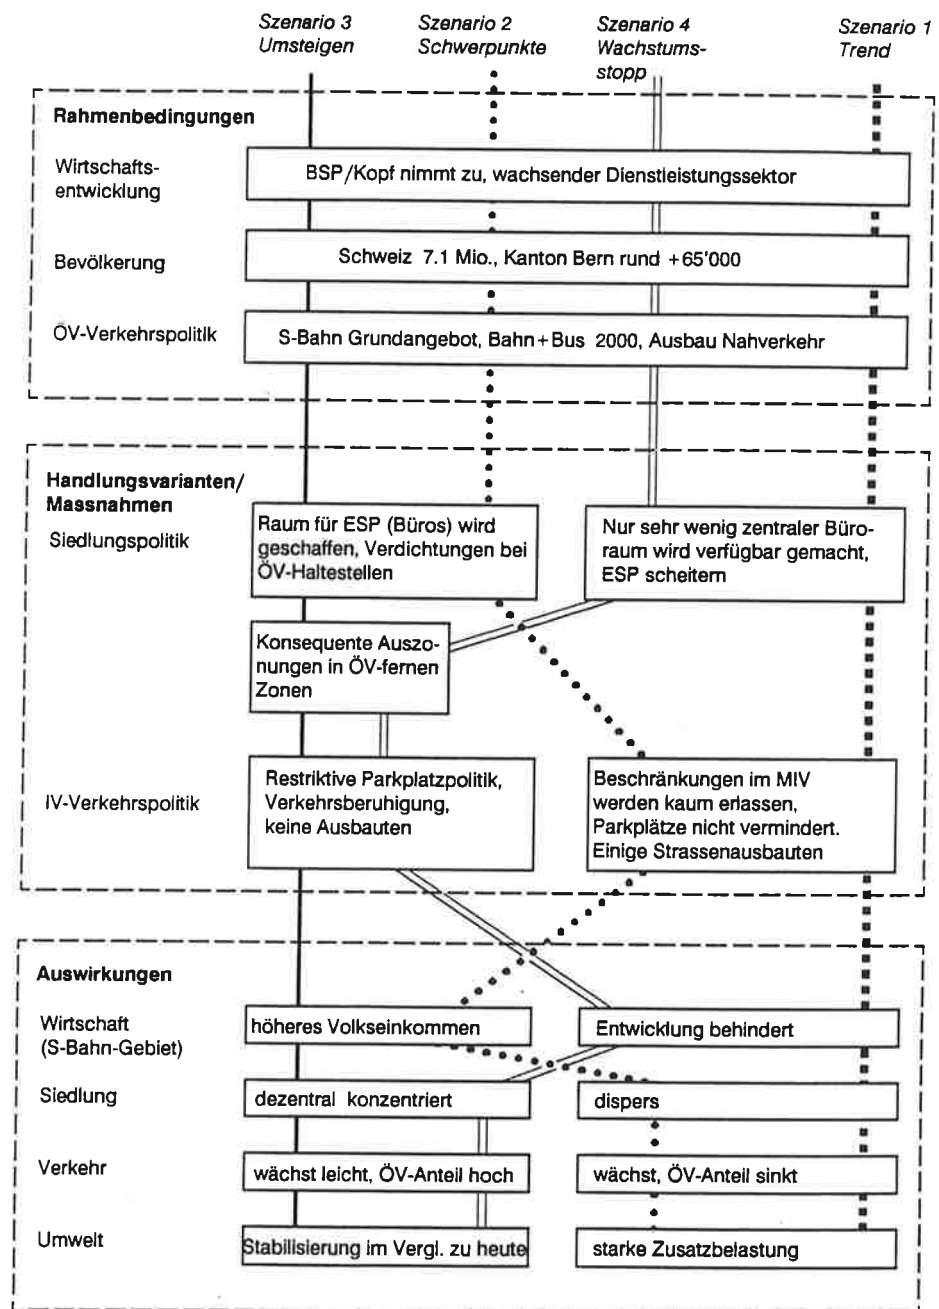 Szenario 3
Umsteigen
Szenario 2
Schwerpunkte
Szenario 4
Wachstums-
stopp
Szenario 1
Trend
Rahmenbedingungen
Wirtschafts-
entwicklung
BSP/Kopf nimmt zu, wachsender Dienstleistungssektor
Bevölkerung
Schweiz 7.1 Mio., Kanton Bern rund +65'000
ÖV-Verkehrspolitik
S-Bahn Grundangebot, Bahn+Bus 2000, Ausbau Nahverkehr
Handlungsvarianten/
Massnahmen
Siedlungspolitik
Raum für ESP (Büros) wird
geschaffen, Verdichtungen bei
ÖV-Haltestellen
Nur sehr wenig zentraler Büro-
raum wird verfügbar gemacht,
ESP scheitern
Konsequente Auszo-
nungen in ÖV-fernen
Zonen
IV-Verkehrspolitik
Restriktive Parkplatzpolitik,
Verkehrsberuhigung,
keine Ausbauten
Beschränkungen im MIV
werden kaum erlassen,
Parkplätze nicht vermindert.
Einige Strassenausbauten
Auswirkungen
Wirtschaft
(S-Bahn-Gebiet)
höheres Volkseinkommen
Entwicklung behindert
Siedlung
dezentral konzentriert
dispers
Verkehr
wächst leicht, ÖV-Anteil hoch
wächst, ÖV-Anteil sinkt
Umwelt
Stabilisierung im Vergl. zu heute
starke Zusatzbelastung